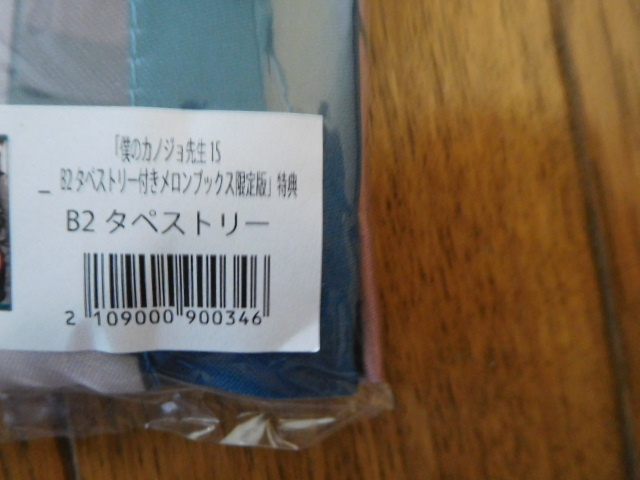 「僕のカノジョ先生 15
_ B2タペストリー付きメロンブックス限定版」特典
B2 タペストリー
2 109000 900346